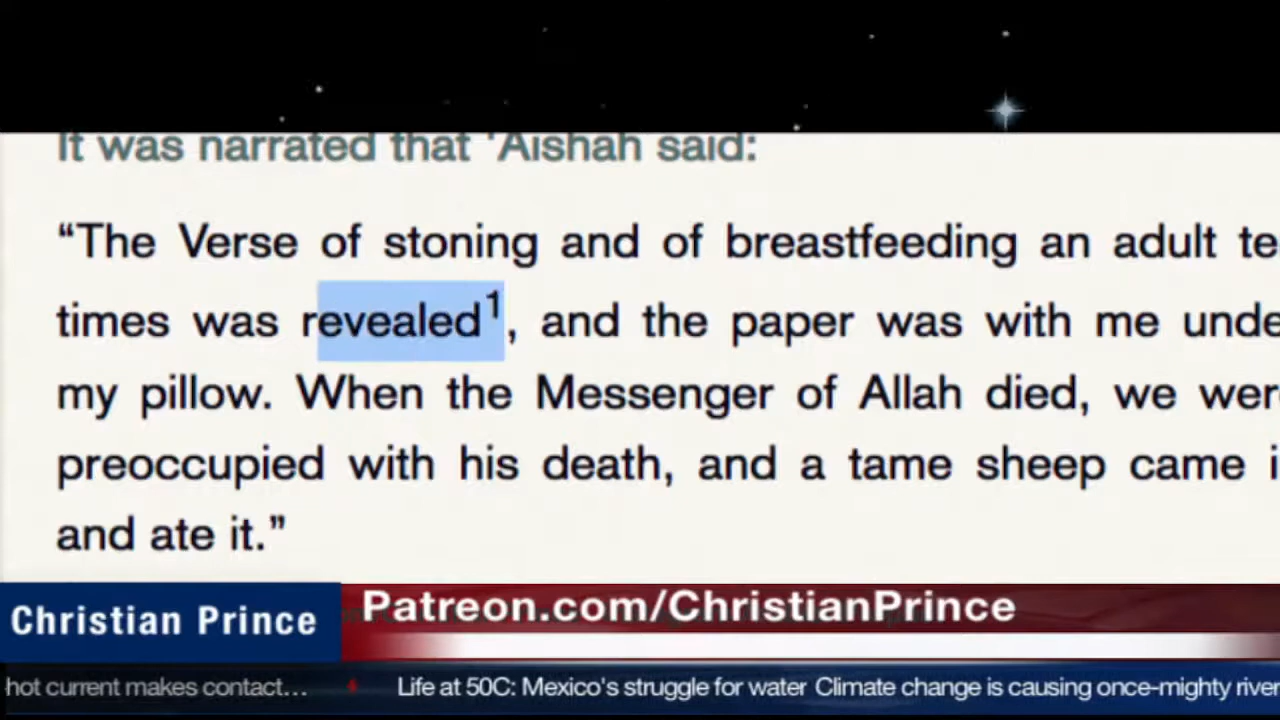 It was narrated that 'Aishah said:
“The Verse of stoning and of breastfeeding an adult te
times was revealed¹, and the paper was with me unde
my pillow. When the Messenger of Allah died, we wer
preoccupied with his death, and a tame sheep came i
and ate it.”
Christian Prince
Patreon.com/ChristianPrince
hot current makes contact... Life at 50C: Mexico's struggle for water Climate change is causing once-mighty river